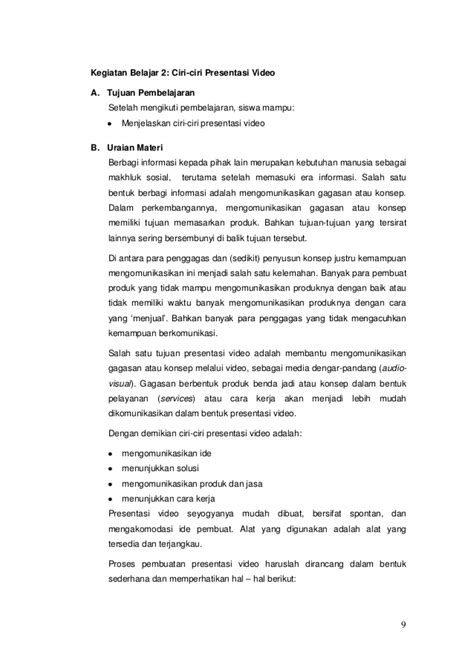 Kegiatan Belajar 2: Ciri-ciri Presentasi Video
A. Tujuan Pembelajaran
Setelah mengikuti pembelajaran, siswa mampu:
• Menjelaskan ciri-ciri presentasi video
B. Uraian Materi
Berbagi informasi kepada pihak lain merupakan kebutuhan manusia sebagai
makhluk sosial, terutama setelah memasuki era informasi. Salah satu
bentuk berbagi informasi adalah mengomunikasikan gagasan atau konsep.
Dalam perkembangannya, mengomunikasikan gagasan atau konsep
memiliki tujuan memasarkan produk. Bahkan tujuan-tujuan yang tersirat
lainnya sering bersembunyi di balik tujuan tersebut.
Di antara para penggagas dan (sedikit) penyusun konsep justru kemampuan
mengomunikasikan ini menjadi salah satu kelemahan. Banyak para pembuat
produk yang tidak mampu mengomunikasikan produknya dengan baik atau
tidak memiliki waktu banyak mengomunikasikan produknya dengan cara
yang 'menjual'. Bahkan banyak para penggagas yang tidak mengacuhkan
kemampuan berkomunikasi.
Salah satu tujuan presentasi video adalah membantu mengomunikasikan
gagasan atau konsep melalui video, sebagai media dengar-pandang (audio-
visual). Gagasan berbentuk produk benda jadi atau konsep dalam bentuk
pelayanan (services) atau cara kerja akan menjadi lebih mudah
dikomunikasikan dalam bentuk presentasi video.
Dengan demikian ciri-ciri presentasi video adalah:
• mengomunikasikan ide
• menunjukkan solusi
• mengomunikasikan produk dan jasa
• menunjukkan cara kerja
Presentasi video seyogyanya mudah dibuat, bersifat spontan, dan
mengakomodasi ide pembuat. Alat yang digunakan adalah alat yang
tersedia dan terjangkau.
Proses pembuatan presentasi video haruslah dirancang dalam bentuk
sederhana dan memperhatikan hal – hal berikut:
9